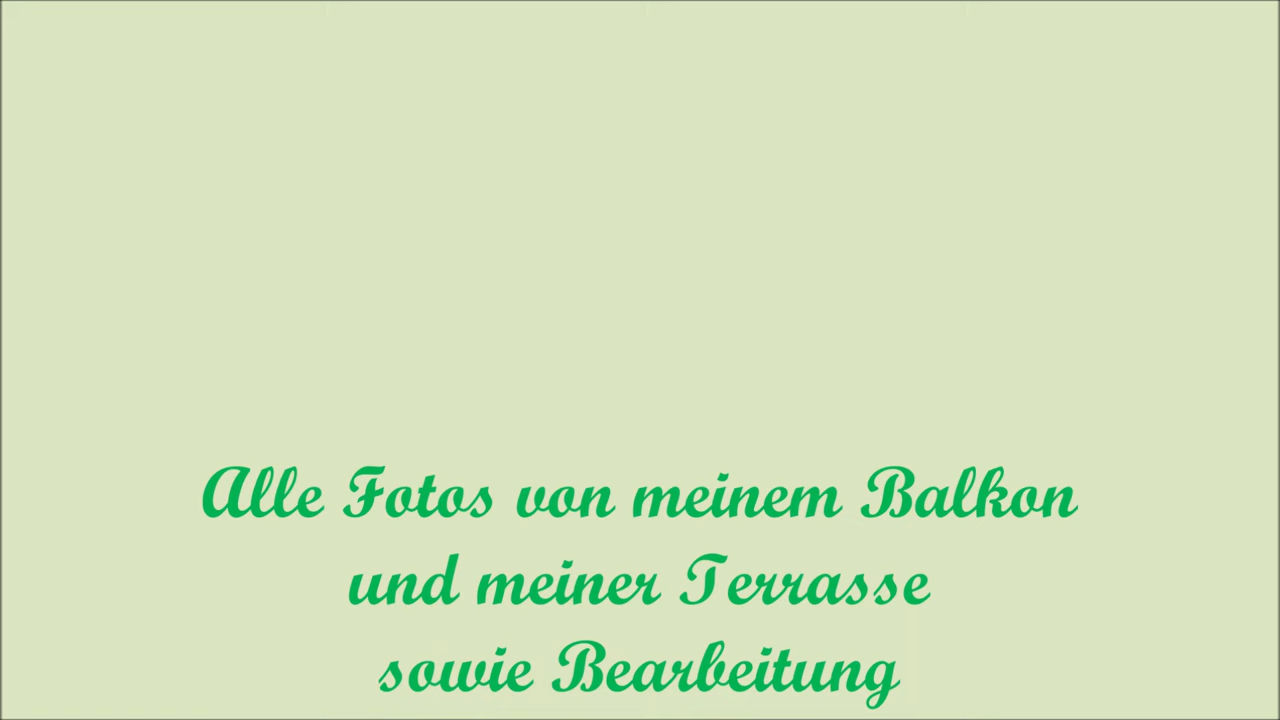 Alle Fotos von meinem Balkon
und meiner Terrasse
sowie Bearbeitung